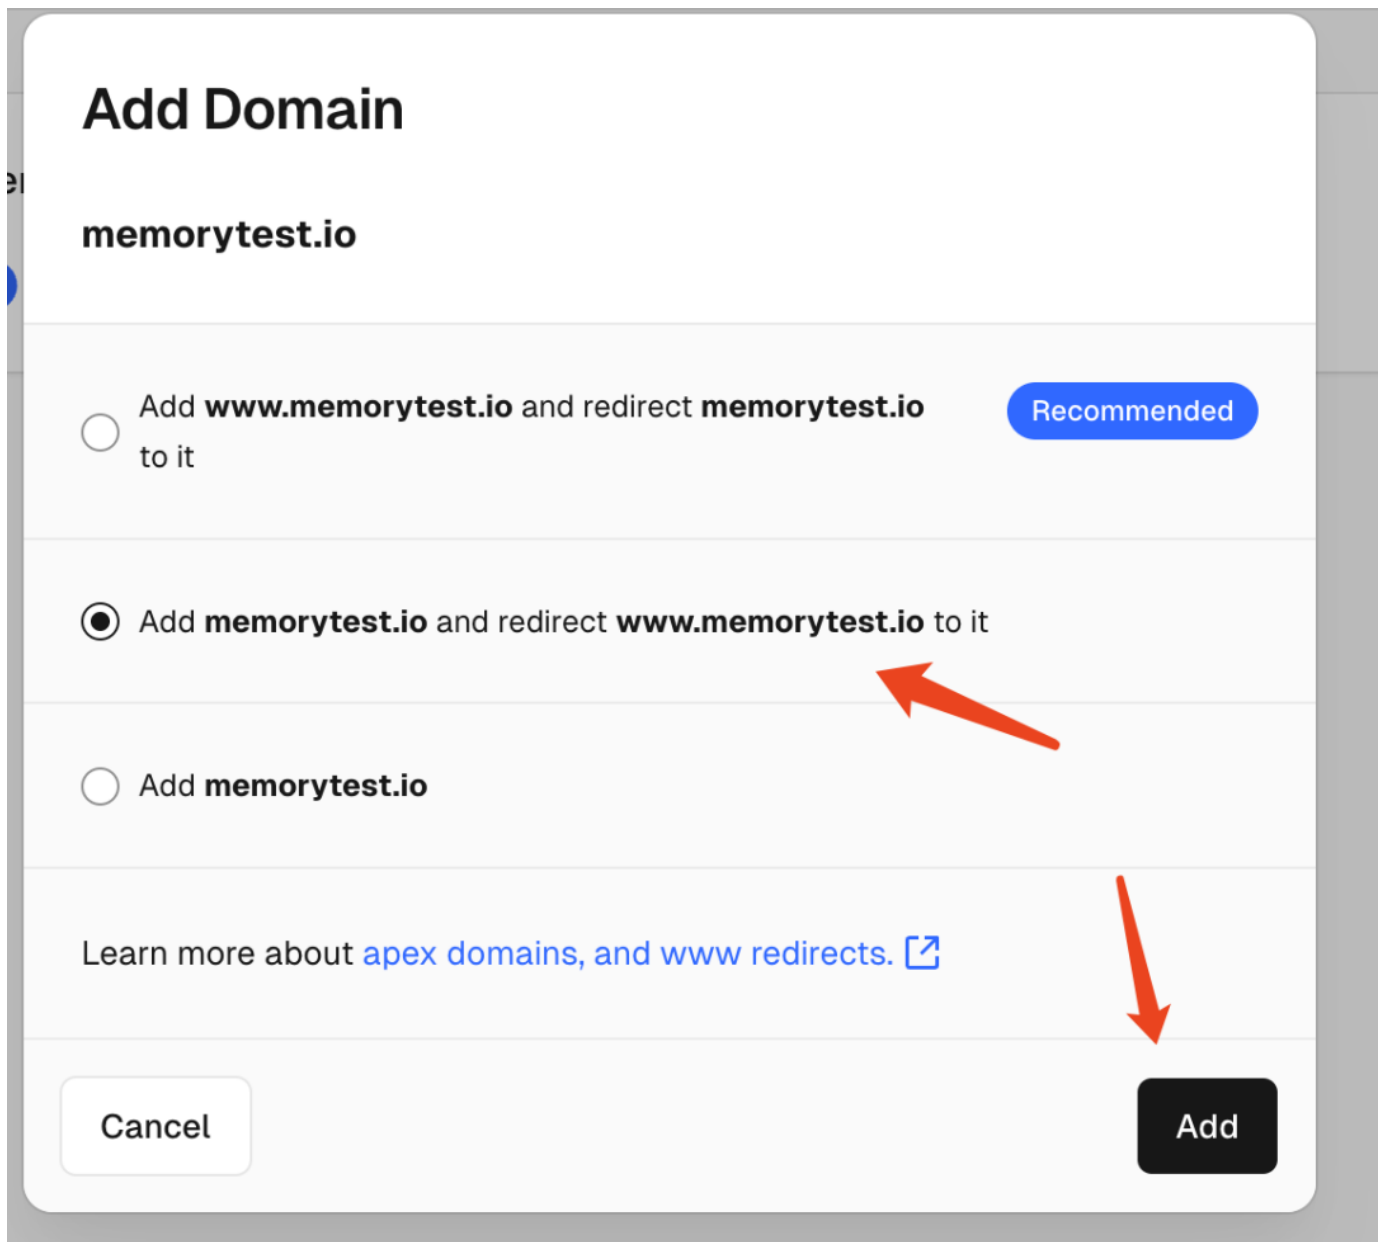 Add Domain
memorytest.io
Add www.memorytest.io and redirect memorytest.io
to it
Recommended
Add memorytest.io and redirect www.memorytest.io to it
Add memorytest.io
Learn more about apex domains, and www redirects.
Cancel
Add